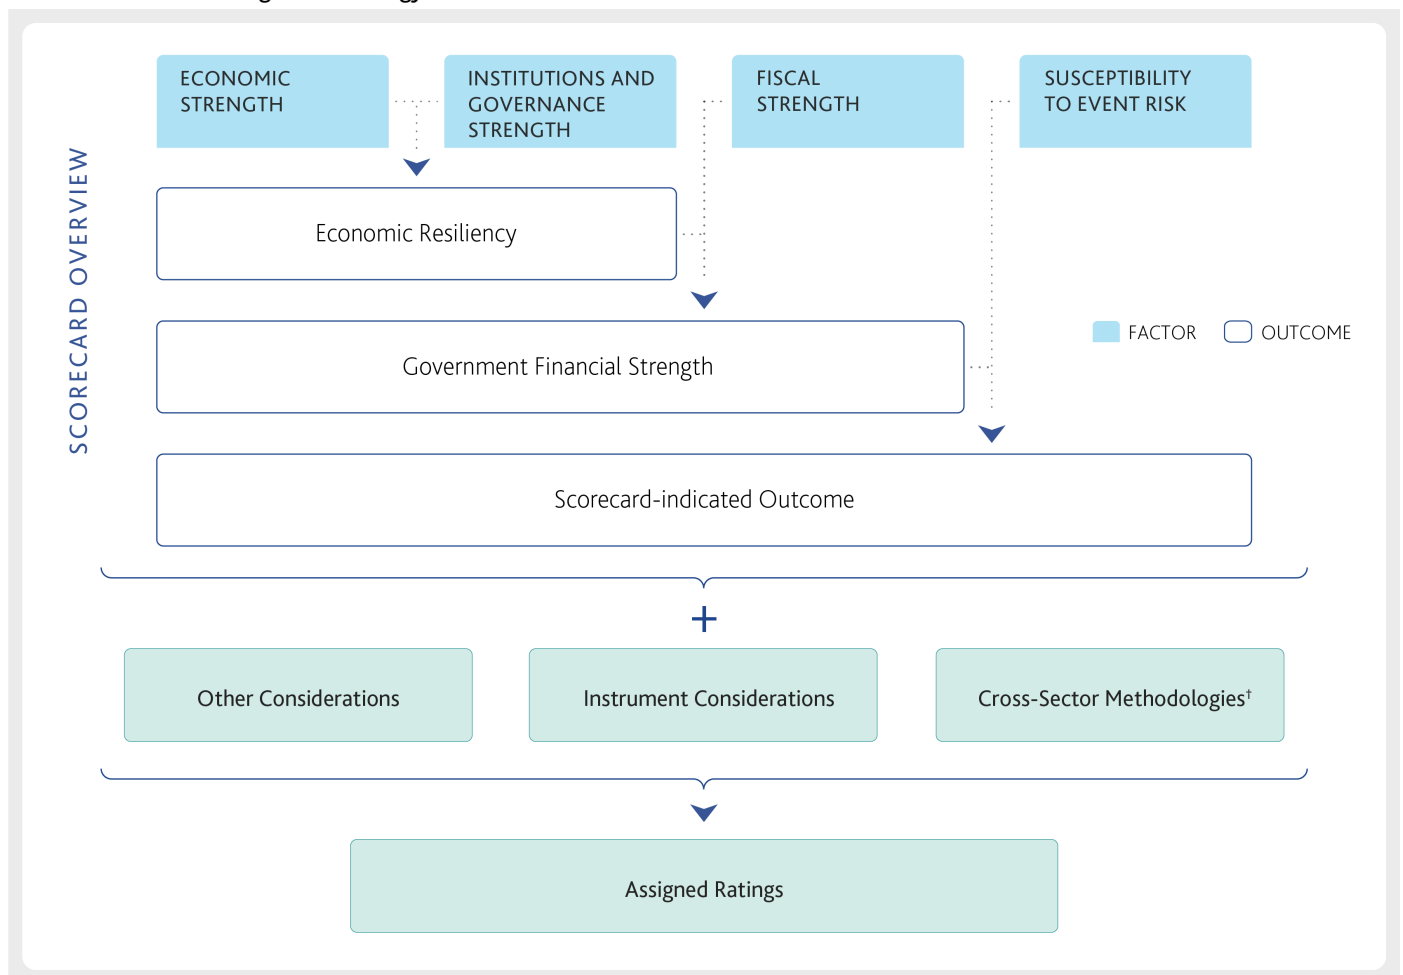 ECONOMIC
STRENGTH
INSTITUTIONS AND
GOVERNANCE
STRENGTH
FISCAL
STRENGTH
SUSCEPTIBILITY
TO EVENT RISK
SCORECARD OVERVIEW
Economic Resiliency
Government Financial Strength
FACTOR
OUTCOME
Scorecard-indicated Outcome
+
Other Considerations
Instrument Considerations
Cross-Sector Methodologies†
Assigned Ratings